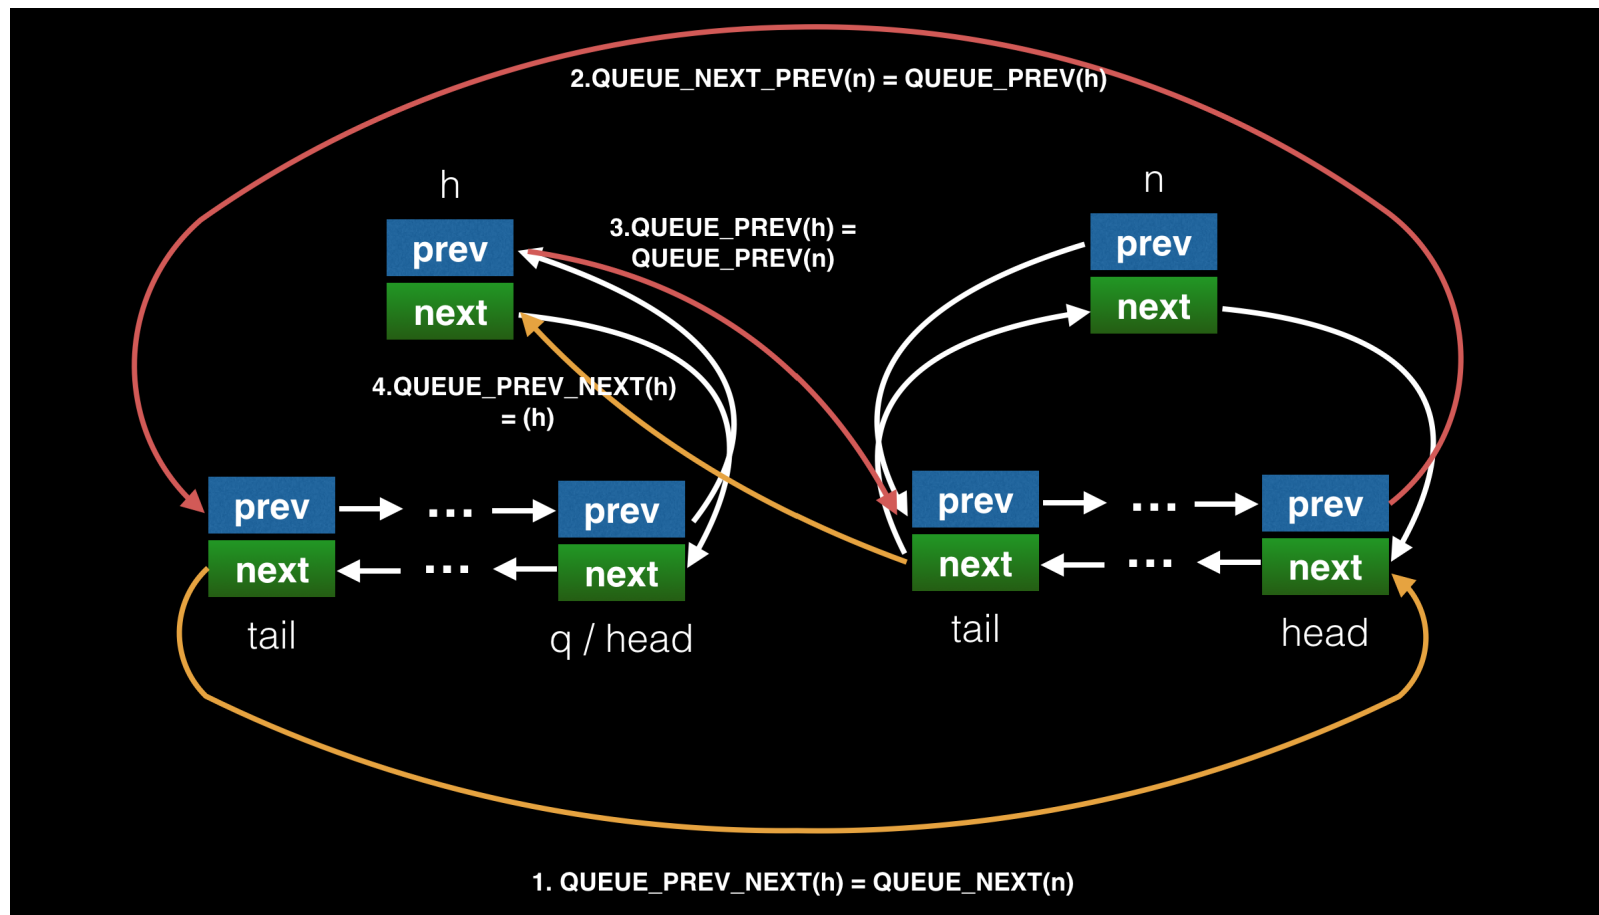 2.QUEUE_NEXT_PREV(n) = QUEUE_PREV(h)
h
n
prev
next
3.QUEUE_PREV(h) =
QUEUE_PREV(n)
prev
next
4.QUEUE_PREV_NEXT(h)
= (h)
prev
...
prev
next
...
next
tail
q / head
prev
...
prev
next
...
next
tail
head
1. QUEUE_PREV_NEXT(h) = QUEUE_NEXT(n)